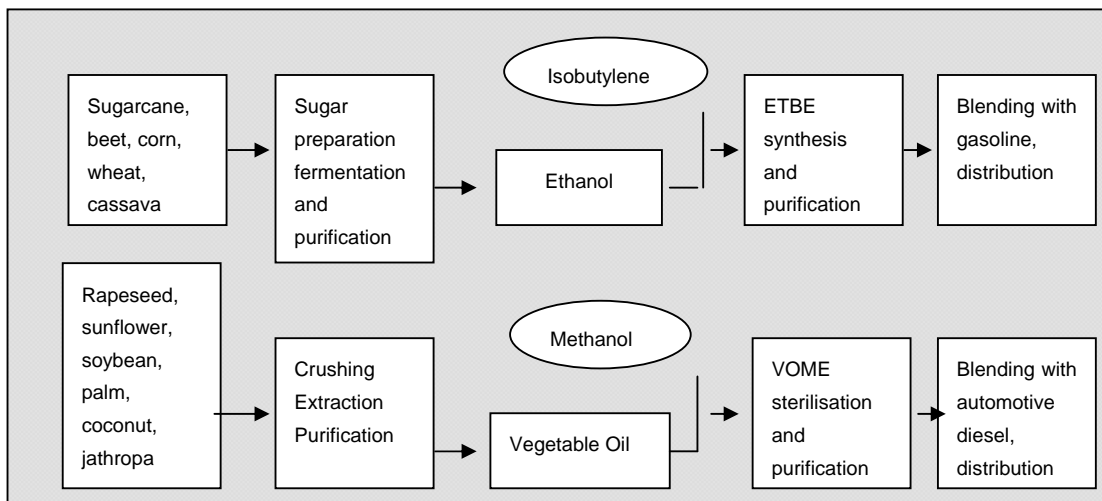 Sugarcane,
beet, corn,
wheat,
cassava
Sugar
preparation
fermentation
and
purification
Isobutylene
Ethanol
ETBE
synthesis
and
purification
Blending with
gasoline,
distribution
Rapeseed,
sunflower,
soybean,
palm,
coconut,
jathropa
Crushing
Extraction
Purification
Methanol
Vegetable Oil
VOME
sterilisation
and
purification
Blending with
automotive
diesel,
distribution